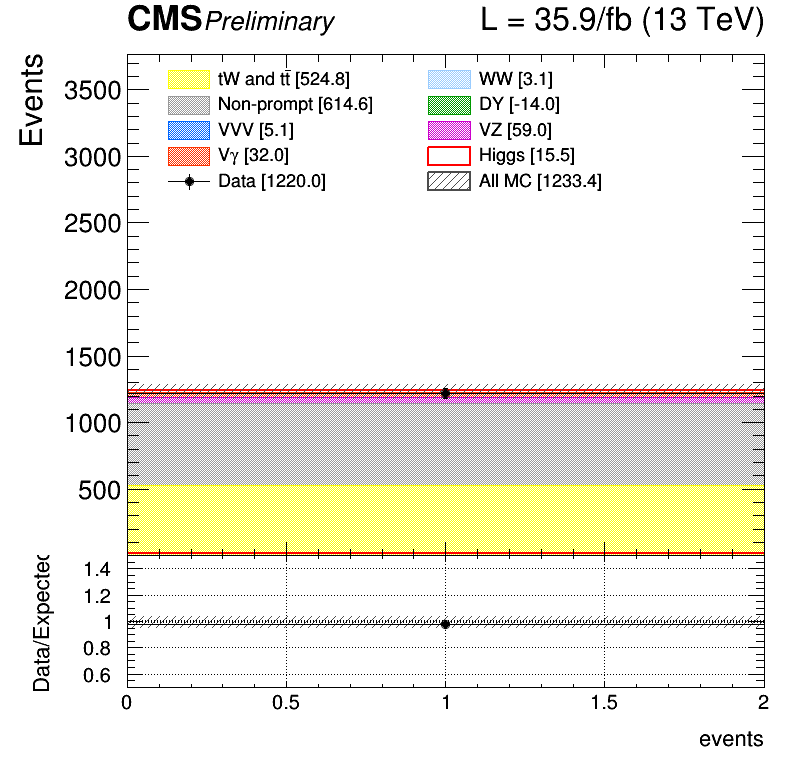 CMS Preliminary L = 35.9/fb (13 TeV)
Events
tW and tt̄ [524.8] WW [3.1]
Non-prompt [614.6] DY [-14.0]
VVV [5.1] VZ [59.0]
Vγ [32.0] Higgs [15.5]
Data [1220.0] All MC [1233.4]
3500
3000
2500
2000
1500
1000
500
Data/Expected
1.4
1.2
1
0.8
0.6
0 0.5 1 1.5 2
events